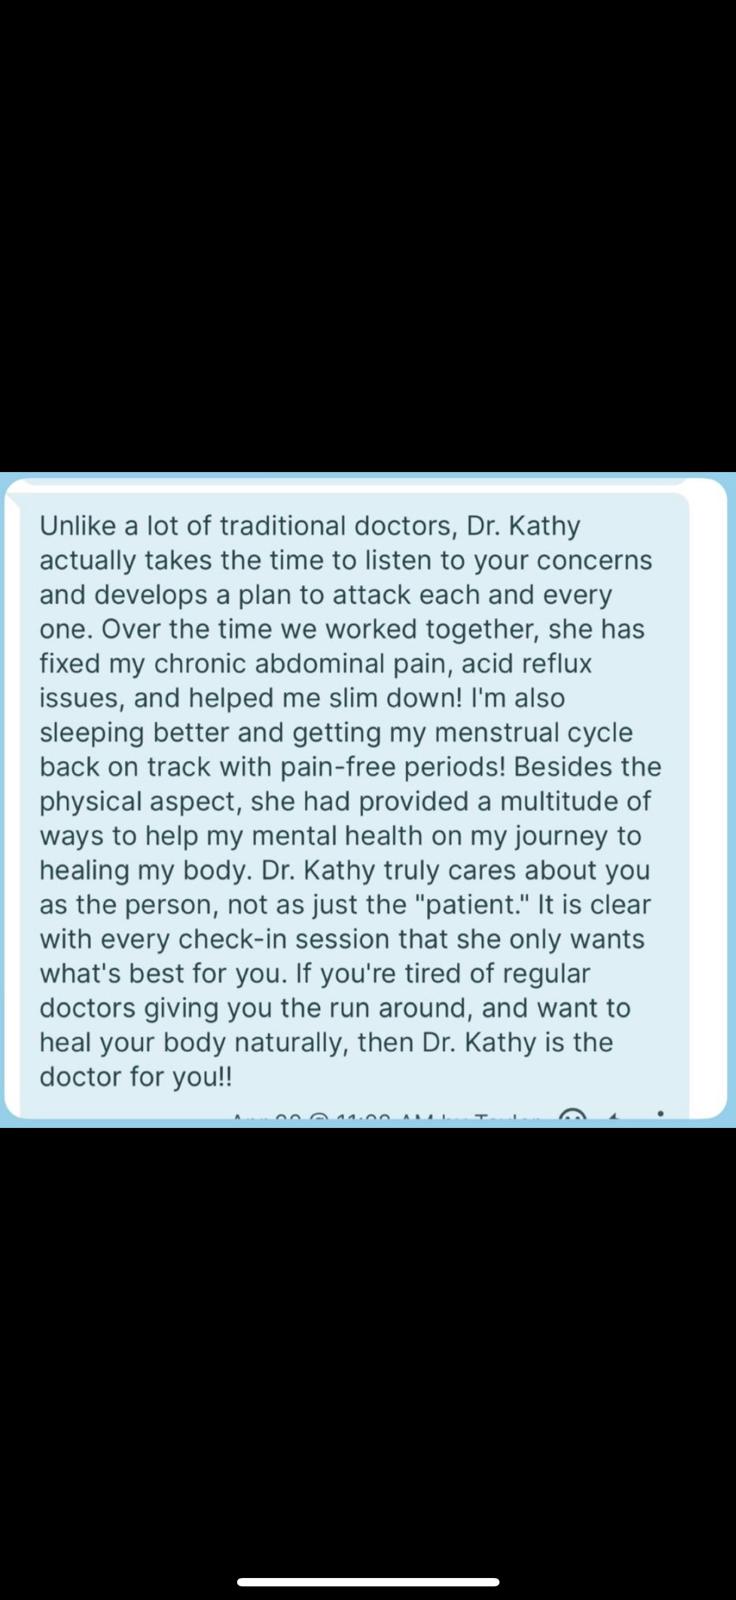 Unlike a lot of traditional doctors, Dr. Kathy
actually takes the time to listen to your concerns
and develops a plan to attack each and every
one. Over the time we worked together, she has
fixed my chronic abdominal pain, acid reflux
issues, and helped me slim down! I'm also
sleeping better and getting my menstrual cycle
back on track with pain-free periods! Besides the
physical aspect, she had provided a multitude of
ways to help my mental health on my journey to
healing my body. Dr. Kathy truly cares about you
as the person, not as just the "patient." It is clear
with every check-in session that she only wants
what's best for you. If you're tired of regular
doctors giving you the run around, and want to
heal your body naturally, then Dr. Kathy is the
doctor for you!!